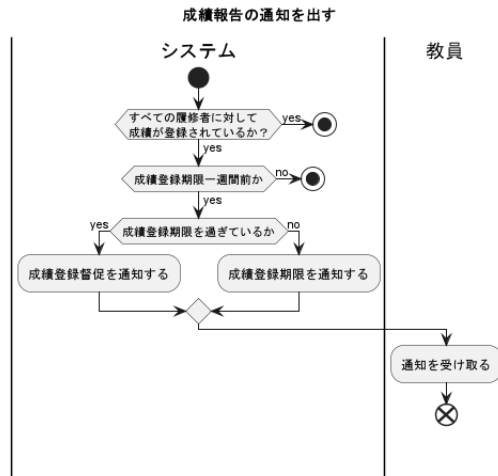 成績報告の通知を出す
システム
教員
すべての履修者に対して
成績が登録されているか？
yes
yes
成績登録期限一週間前か
no
yes
成績登録期限を過ぎているか
yes
no
成績登録督促を通知する
成績登録期限を通知する
通知を受け取る